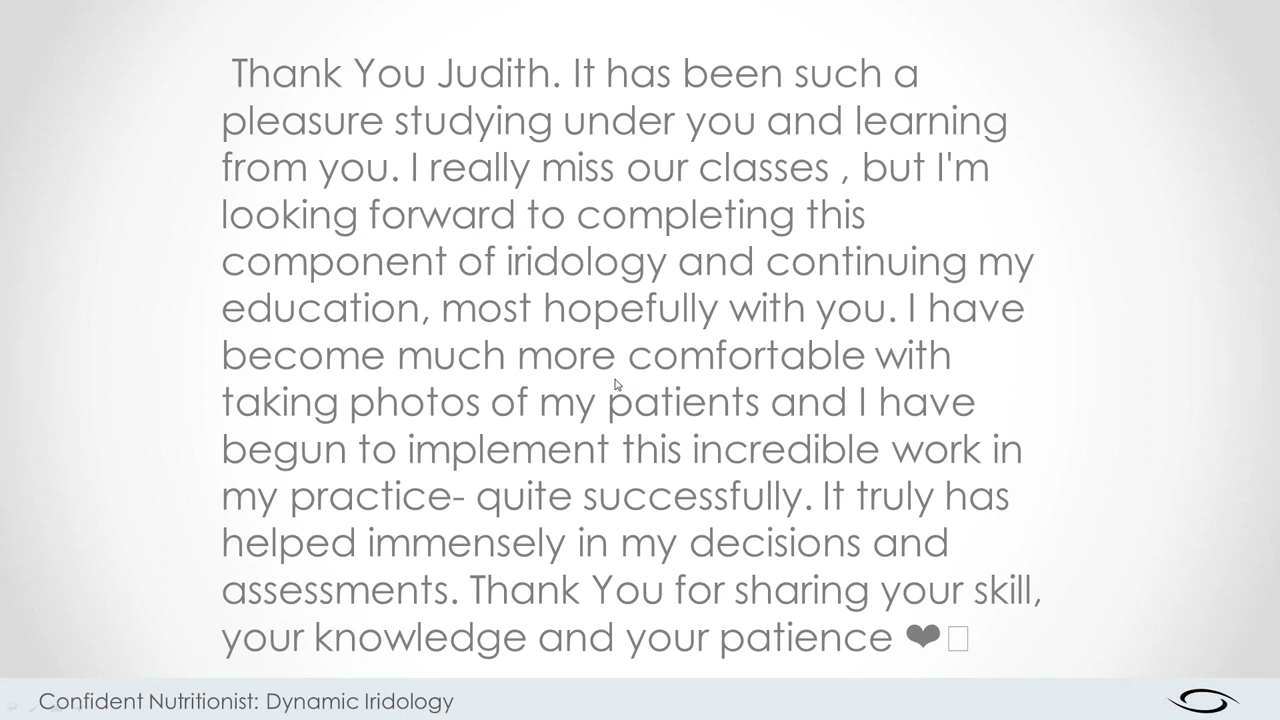 Thank You Judith. It has been such a
pleasure studying under you and learning
from you. I really miss our classes , but I'm
looking forward to completing this
component of iridology and continuing my
education, most hopefully with you. I have
become much more comfortable with
taking photos of my patients and I have
begun to implement this incredible work in
my practice- quite successfully. It truly has
helped immensely in my decisions and
assessments. Thank You for sharing your skill,
your knowledge and your patience ❤
Confident Nutritionist: Dynamic Iridology